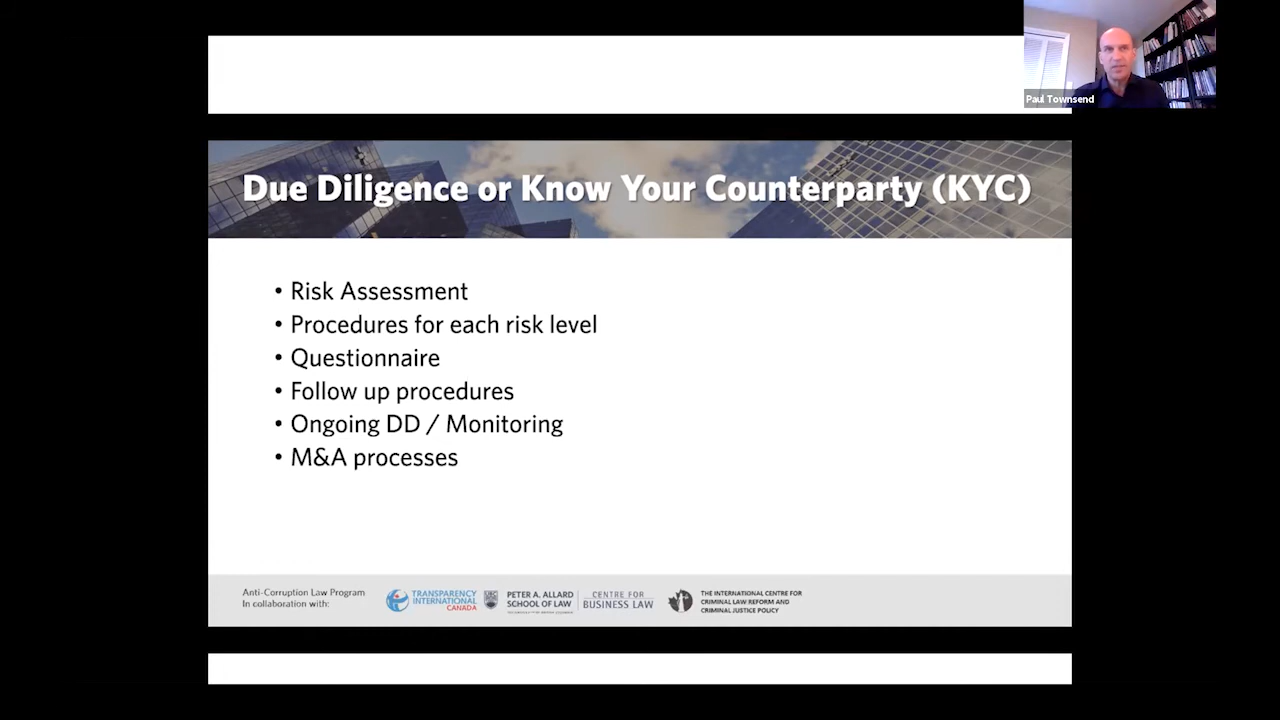 Paul Townsend
Due Diligence or Know Your Counterparty (KYC)
• Risk Assessment
• Procedures for each risk level
• Questionnaire
• Follow up procedures
• Ongoing DD / Monitoring
• M&A processes
Anti-Corruption Law Program
In collaboration with:
TRANSPARENCY
INTERNATIONAL
CANADA
PETER A. ALLARD
SCHOOL OF LAW
CENTRE FOR
BUSINESS LAW
THE INTERNATIONAL CENTRE FOR
CRIMINAL LAW REFORM AND
CRIMINAL JUSTICE POLICY